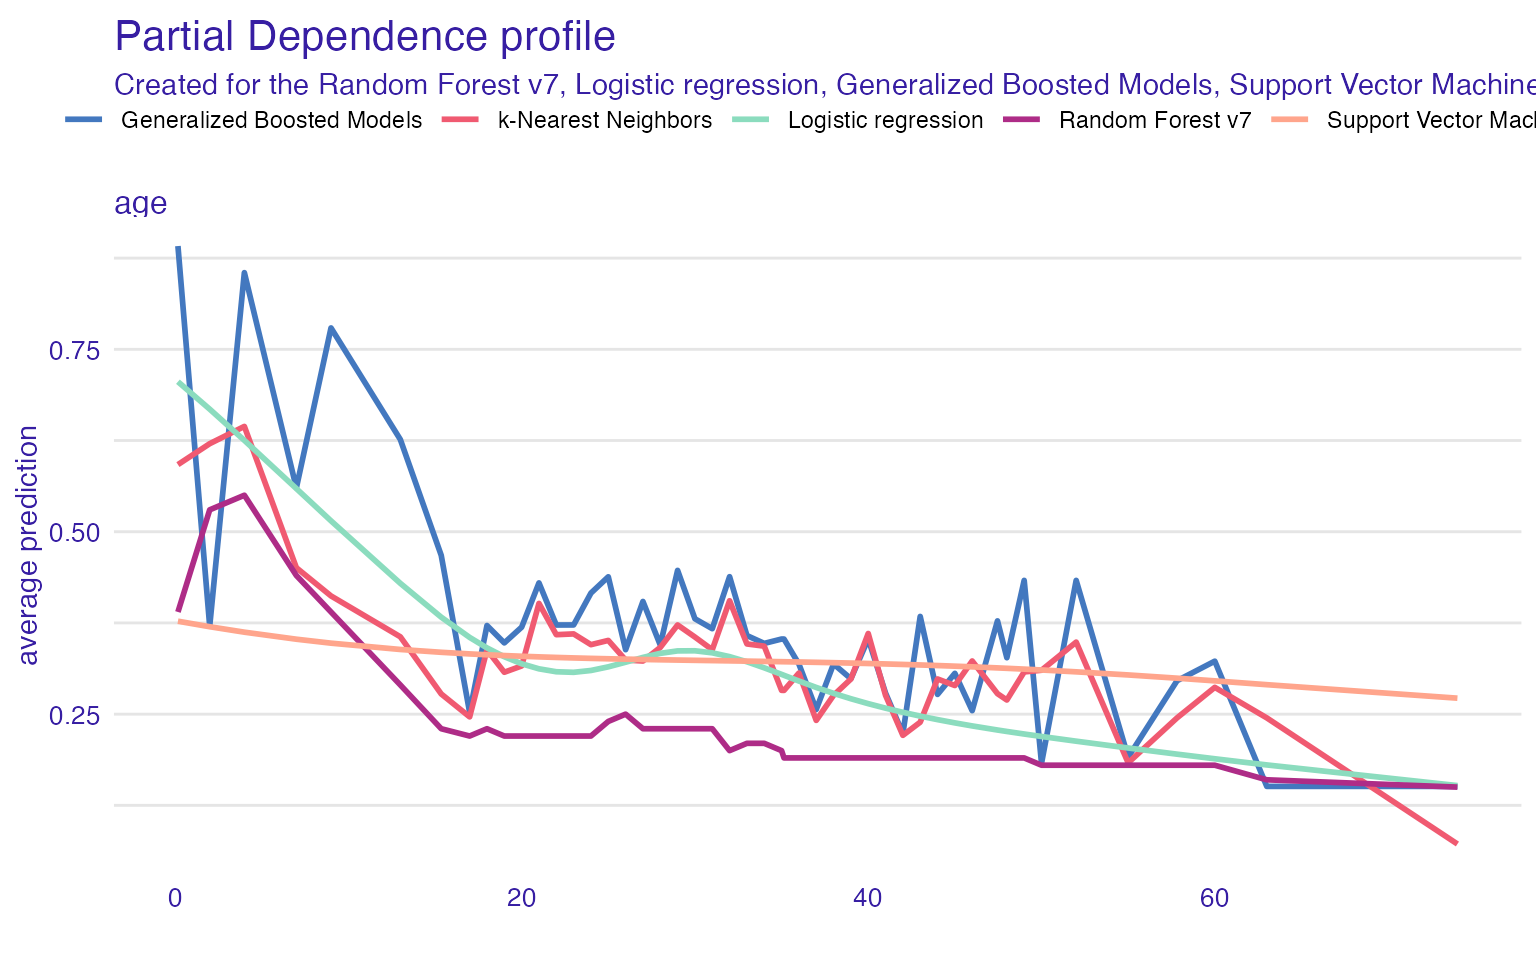 Partial Dependence profile
Created for the Random Forest v7, Logistic regression, Generalized Boosted Models, Support Vector Machine
Generalized Boosted Models k-Nearest Neighbors Logistic regression Random Forest v7 Support Vector
age
average prediction
0.75
0.50
0.25
0 20 40 60